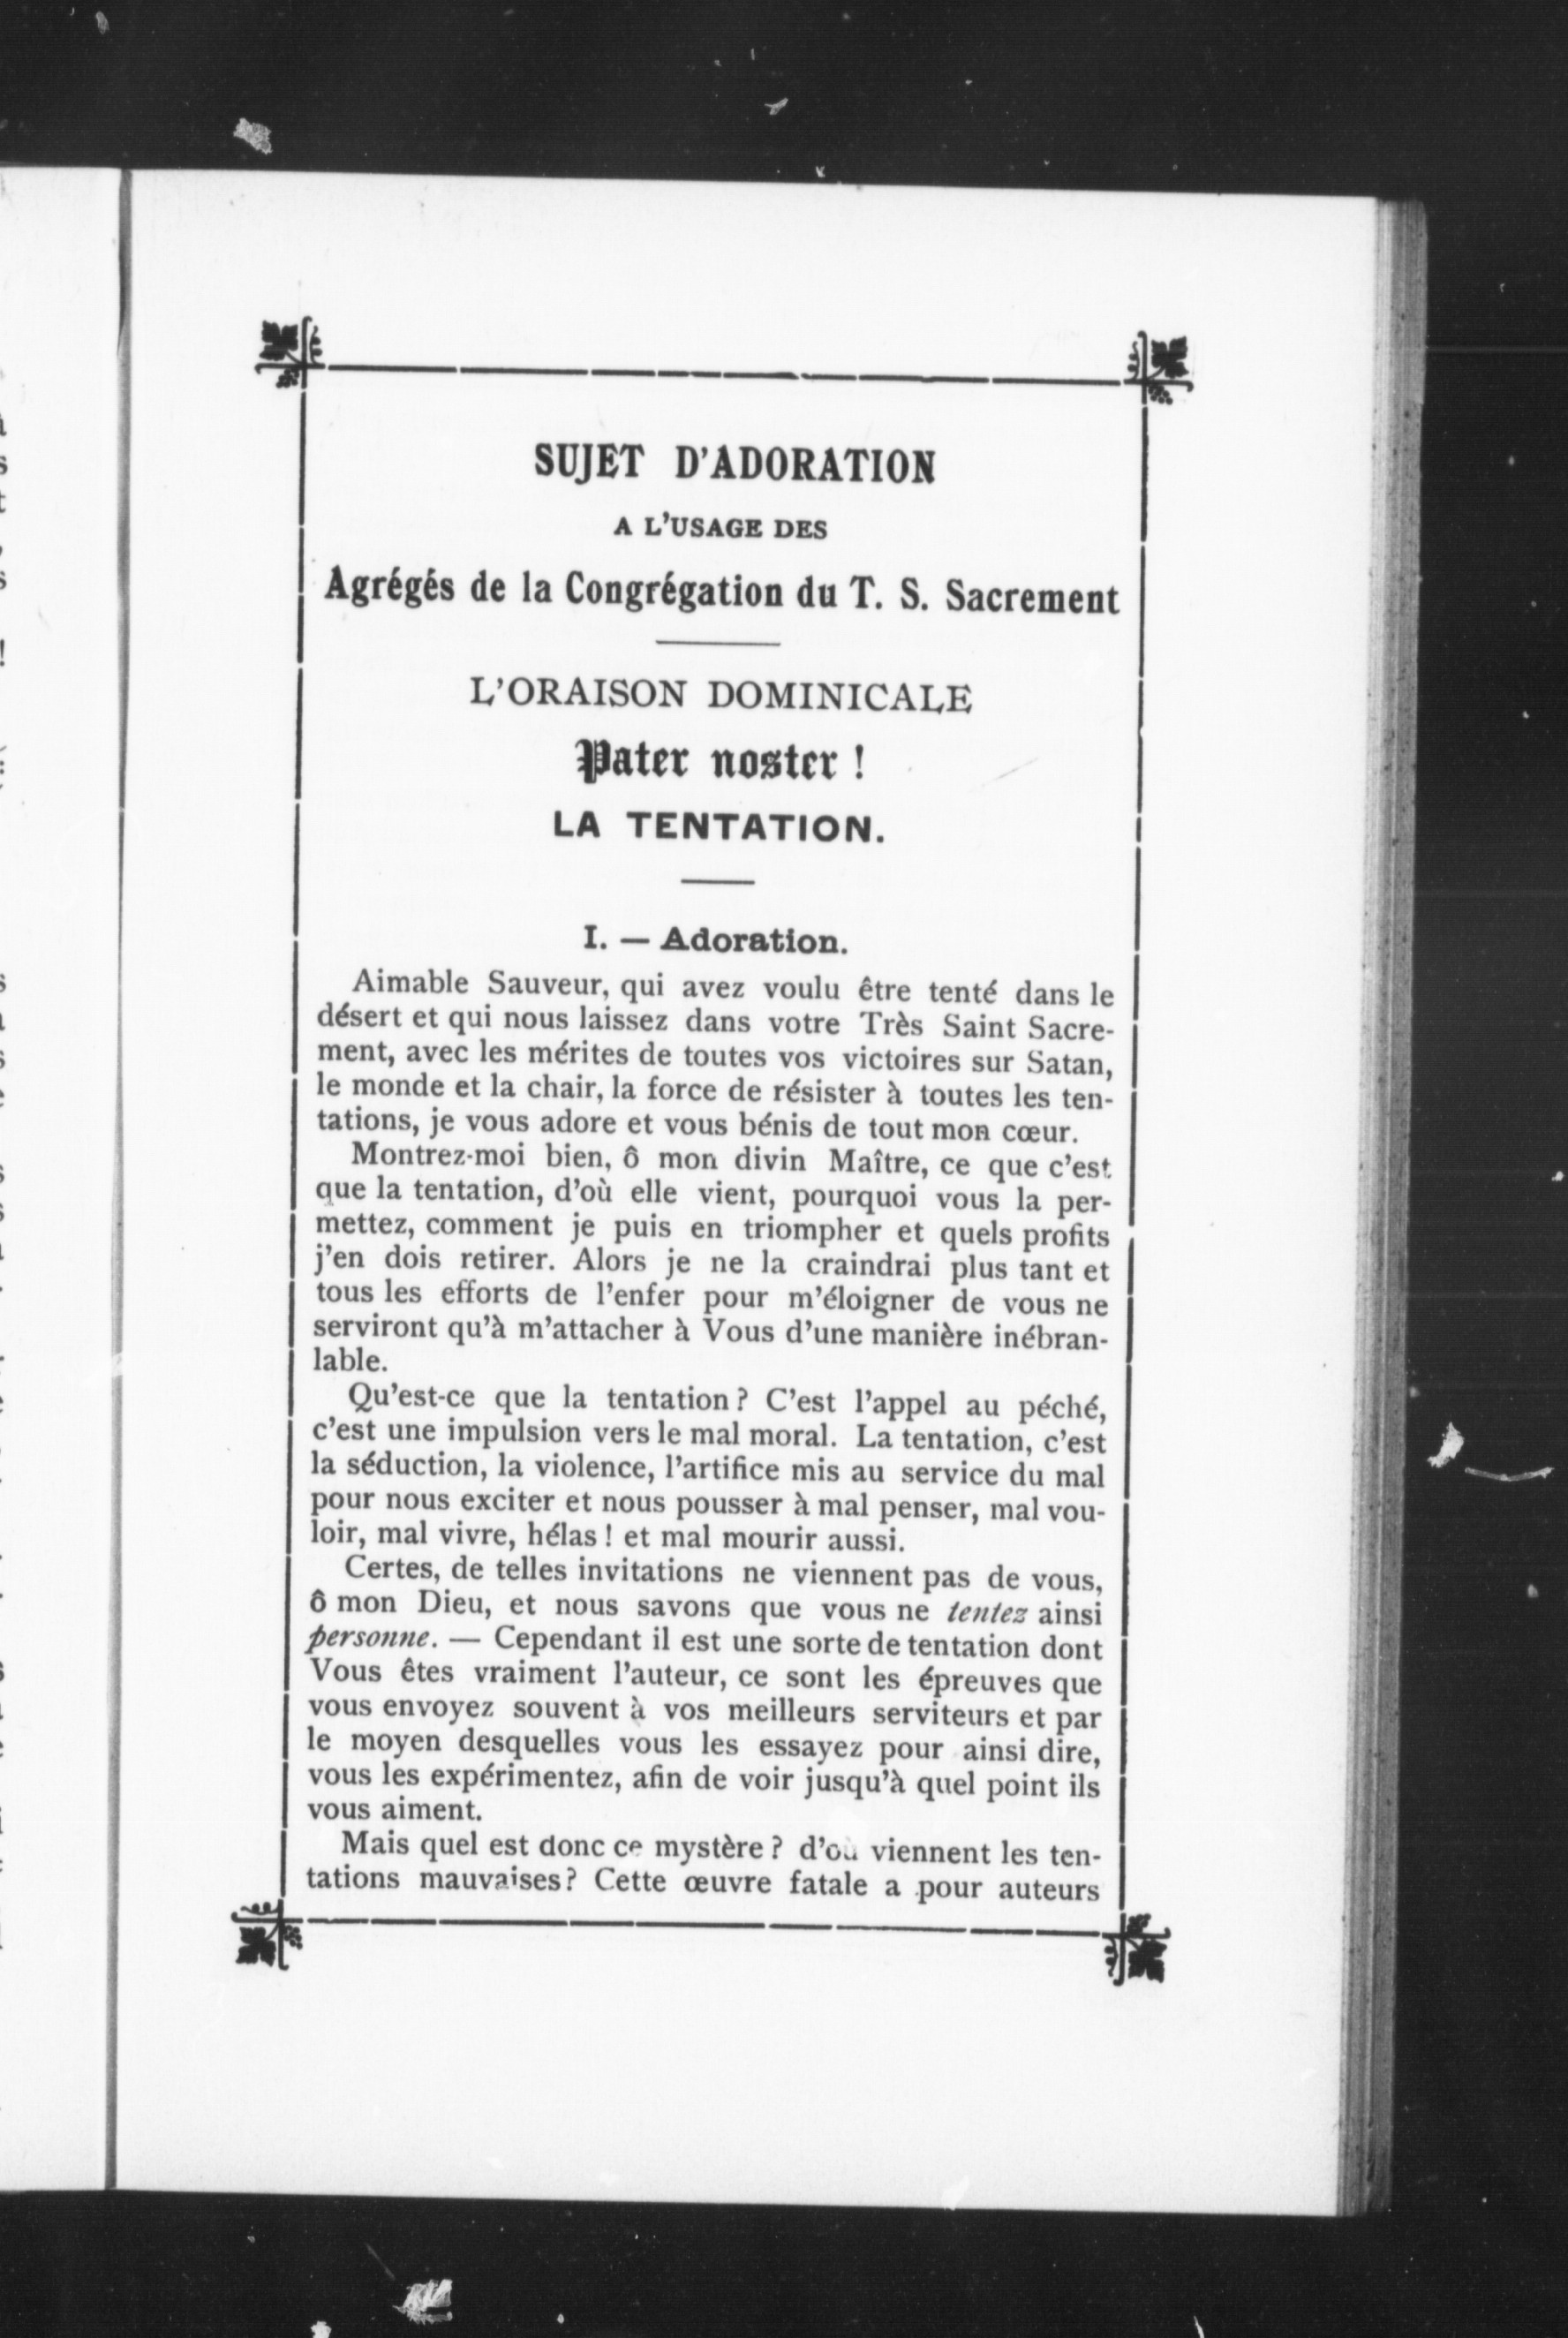 SUJET D'ADORATION
A L'USAGE DES
Agrégés de la Congrégation du T. S. Sacrement
L'ORAISON DOMINICALE
Pater noster !
LA TENTATION.
I. — Adoration.
Aimable Sauveur, qui avez voulu être tenté dans le
désert et qui nous laissez dans votre Très Saint Sacre-
ment, avec les mérites de toutes vos victoires sur Satan,
le monde et la chair, la force de résister à toutes les ten-
tations, je vous adore et vous bénis de tout mon cœur.
Montrez-moi bien, ô mon divin Maître, ce que c'est
que la tentation, d'où elle vient, pourquoi vous la per-
mettez, comment je puis en triompher et quels profits
j'en dois retirer. Alors je ne la craindrai plus tant et
tous les efforts de l'enfer pour m'éloigner de vous ne
serviront qu'à m'attacher à Vous d'une manière inébran-
lable.
Qu'est-ce que la tentation ? C'est l'appel au péché,
c'est une impulsion vers le mal moral. La tentation, c'est
la séduction, la violence, l'artifice mis au service du mal
pour nous exciter et nous pousser à mal penser, mal vou-
loir, mal vivre, hélas ! et mal mourir aussi.
Certes, de telles invitations ne viennent pas de vous,
ô mon Dieu, et nous savons que vous ne tentez ainsi
personne. — Cependant il est une sorte de tentation dont
Vous êtes vraiment l'auteur, ce sont les épreuves que
vous envoyez souvent à vos meilleurs serviteurs et par
le moyen desquelles vous les essayez pour ainsi dire,
vous les expérimentez, afin de voir jusqu'à quel point ils
vous aiment.
Mais quel est donc ce mystère ? d'où viennent les ten-
tations mauvaises ? Cette œuvre fatale a pour auteurs